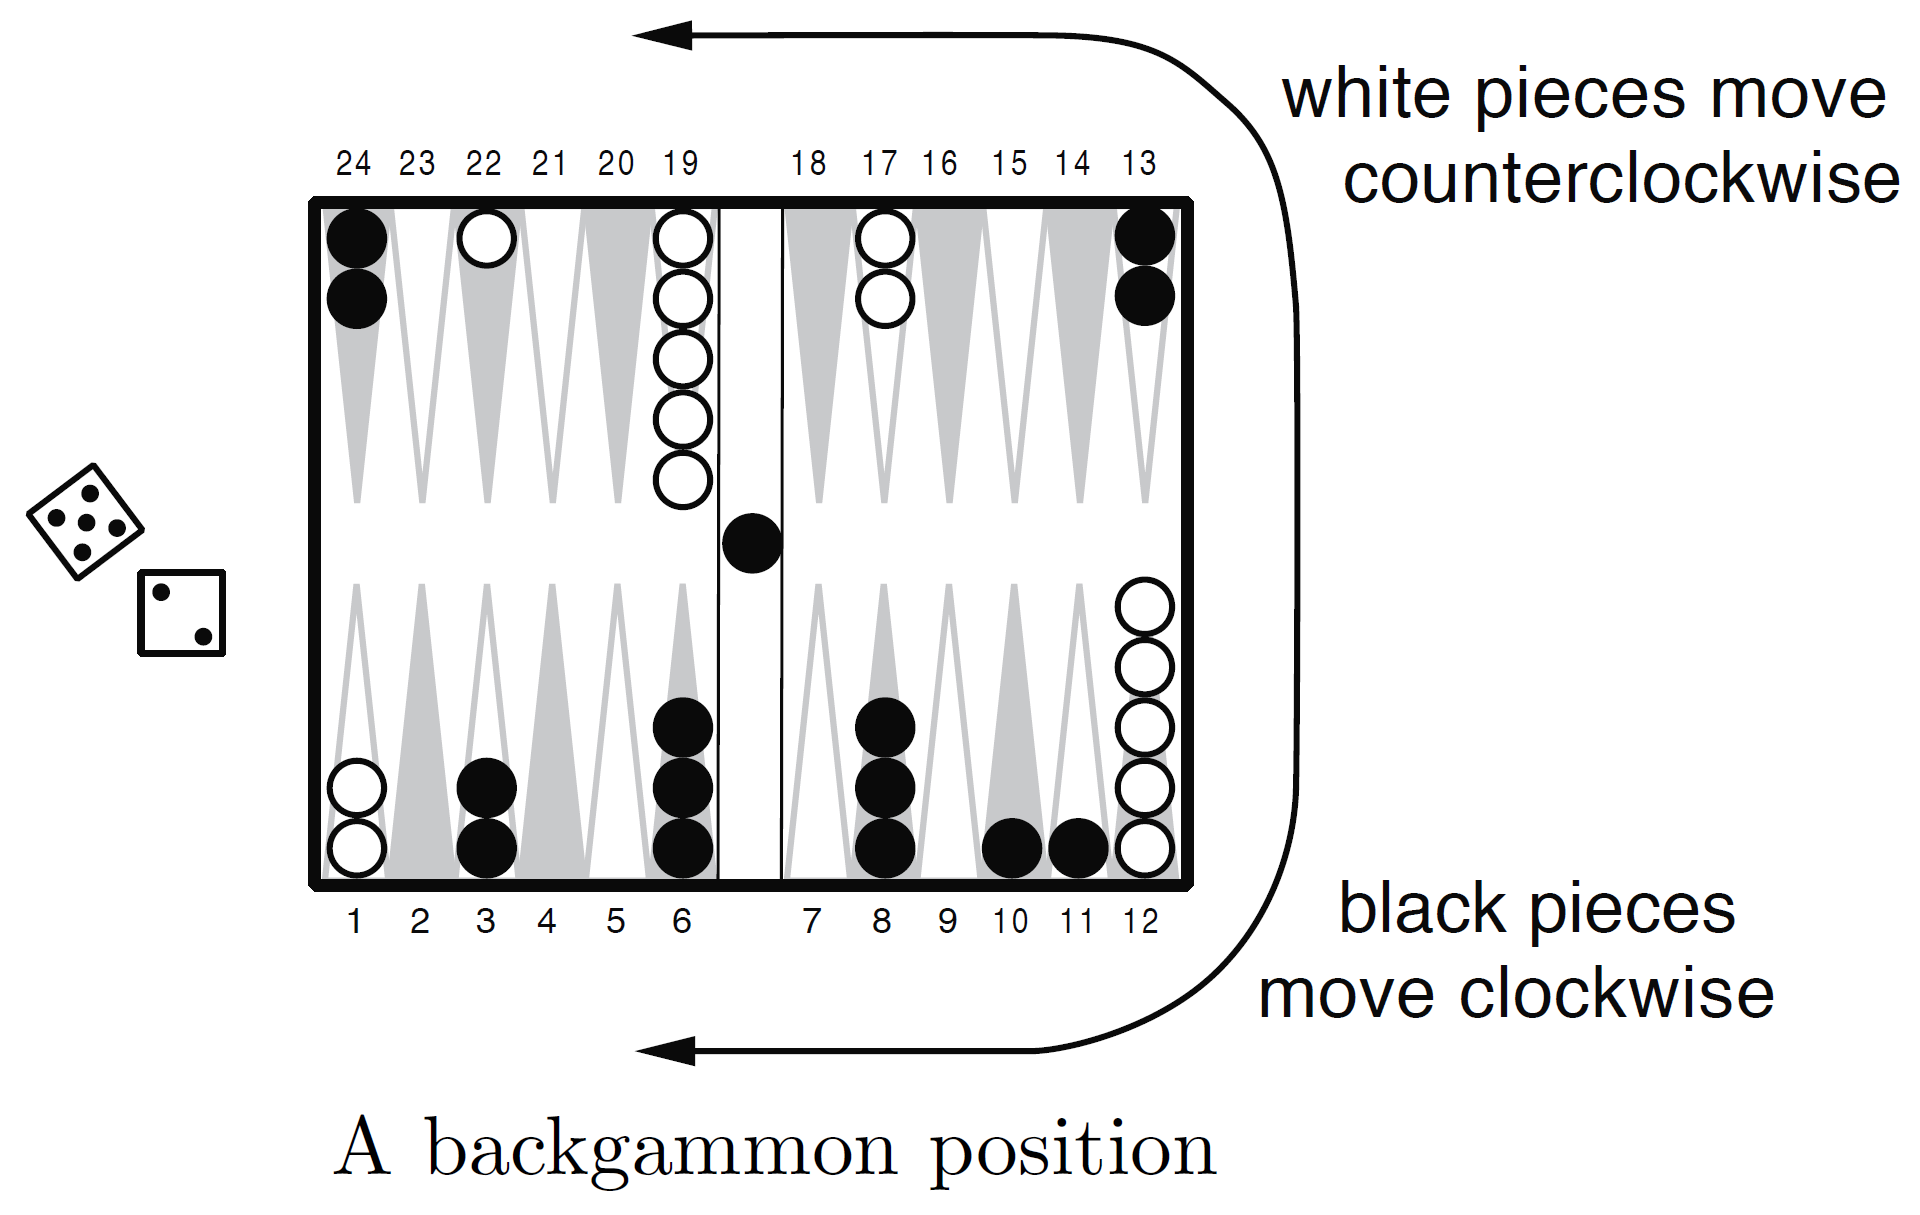 white pieces move
counterclockwise
24 23 22 21 20 19 18 17 16 15 14 13
1 2 3 4 5 6 7 8 9 10 11 12
black pieces
move clockwise
A backgammon position